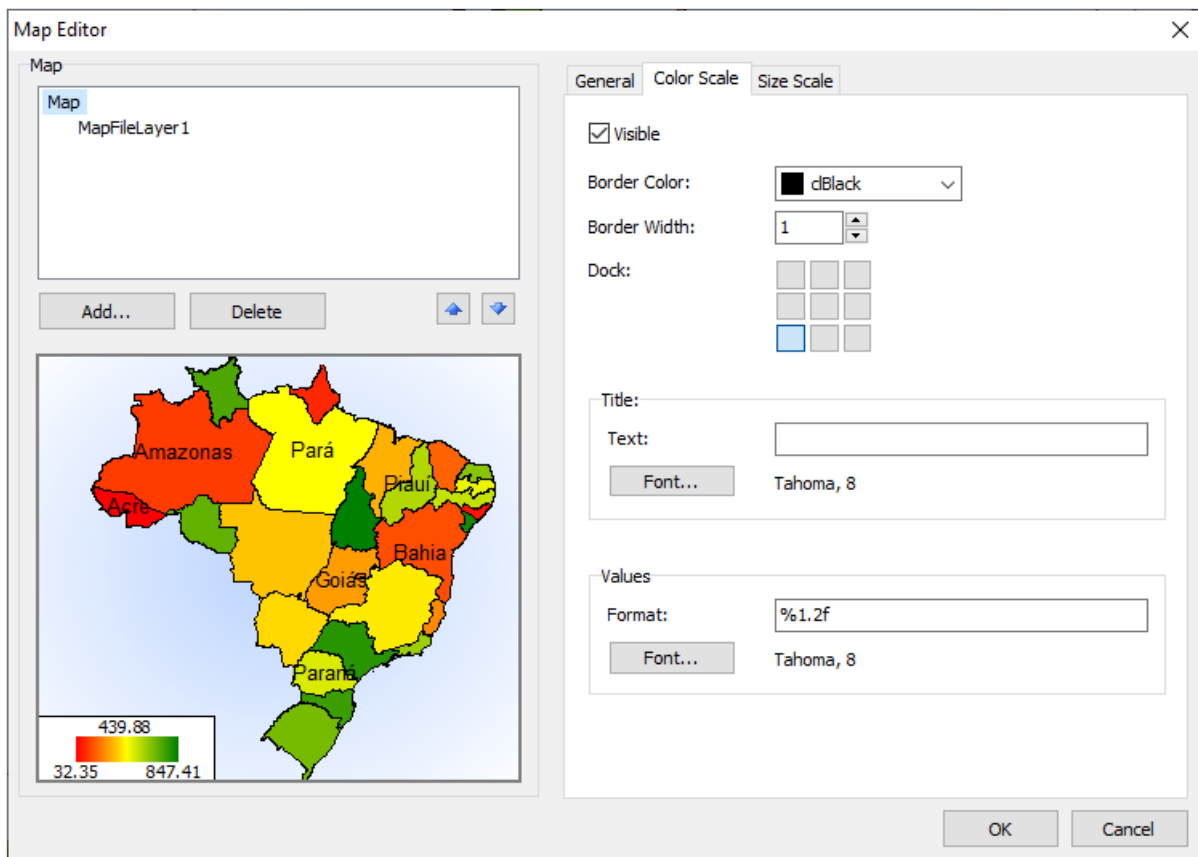 Map Editor
Map
Map
MapFileLayer1
Add...
Delete
Amazonas
Pará
Piauí
Acre
Bahia
Goiás
Paraná
439.88
32.35
847.41
General
Color Scale
Size Scale
Visible
Border Color:
clBlack
Border Width:
1
Dock:
Title:
Text:
Font...
Tahoma, 8
Values
Format:
%1.2f
Font...
Tahoma, 8
OK
Cancel